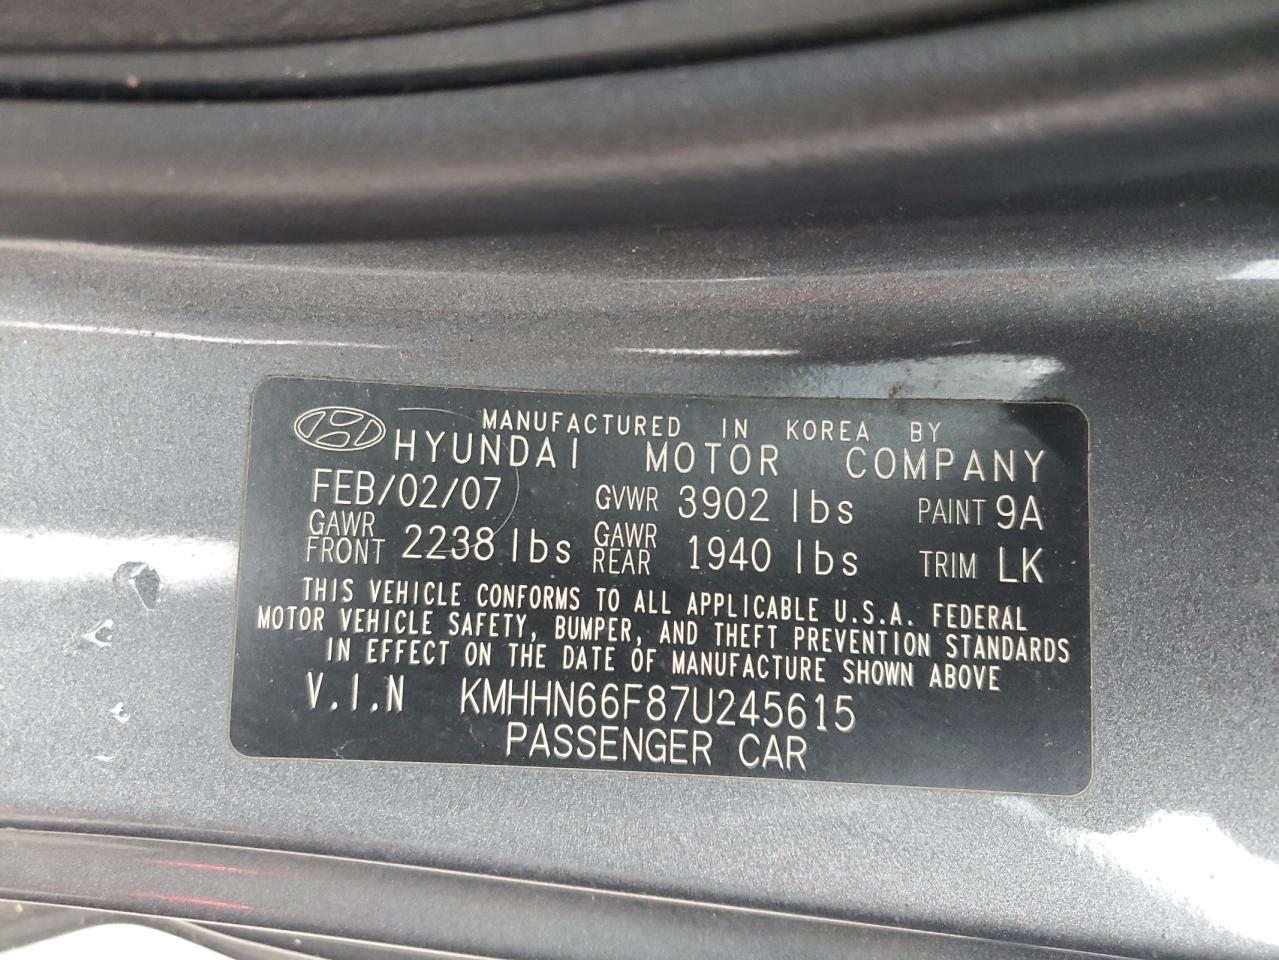 MANUFACTURED IN KOREA BY
HYUNDAI MOTOR COMPANY
FEB/02/07 GVWR 3902 lbs PAINT 9A
GAWR FRONT 2238 lbs GAWR REAR 1940 lbs TRIM LK
THIS VEHICLE CONFORMS TO ALL APPLICABLE U.S.A. FEDERAL
MOTOR VEHICLE SAFETY, BUMPER, AND THEFT PREVENTION STANDARDS
IN EFFECT ON THE DATE OF MANUFACTURE SHOWN ABOVE
V.I.N KMHHN66F87U245615
PASSENGER CAR